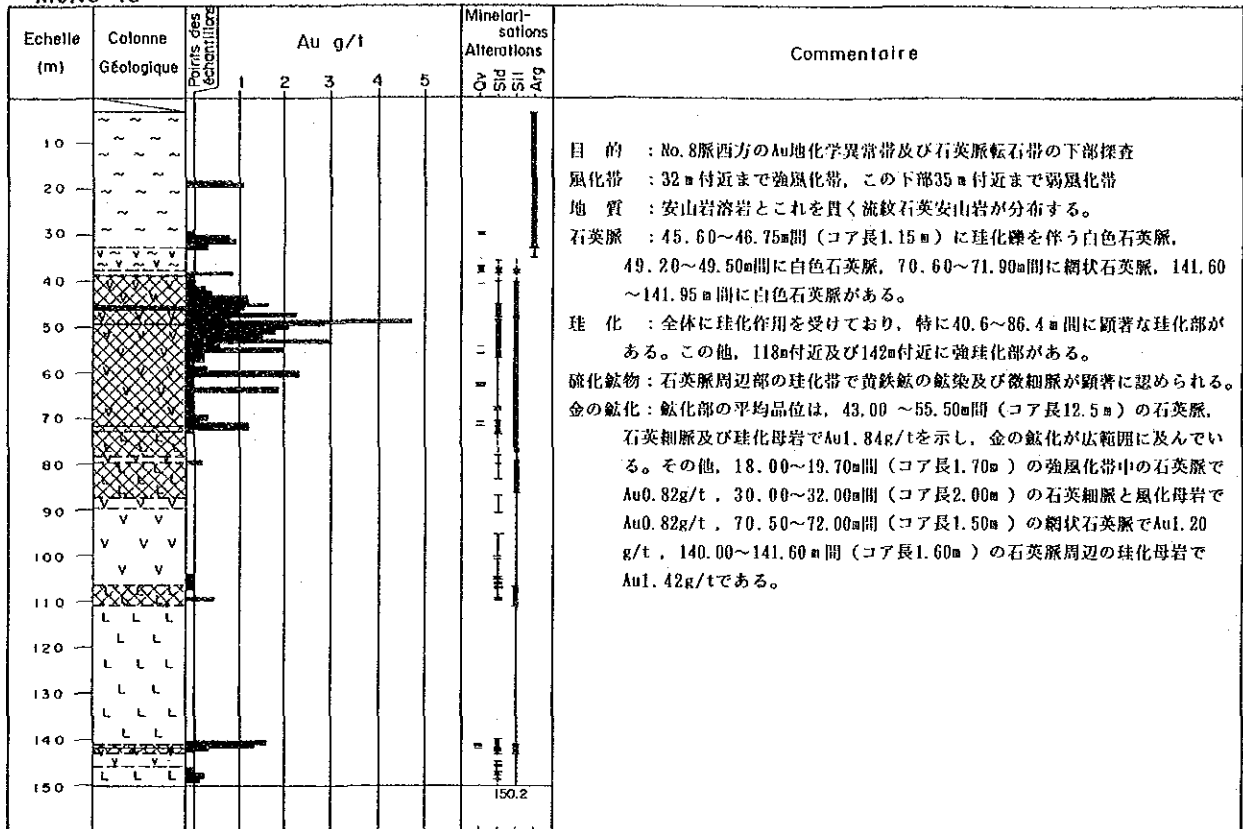 Echelle
(m)
Colonne
Géologique
Points des
échantillons
Au g/t
1 2 3 4 5
Minelari-
sations
Alterations
Qv
Sid
Sil
Arg
Commentaire
10
20
30
40
50
60
70
80
90
100
110
120
130
140
150
150.2
目 的 ：No.8脈西方のAu地化学異常帯及び石英脈転石帯の下部探査
風化帯 ：32m付近まで強風化帯，この下部35m付近まで弱風化帯
地 質 ：安山岩溶岩とこれを貫く流紋石英安山岩が分布する。
石英脈 ：45.60～46.75m間（コア長1.15m）に珪化礫を伴う白色石英脈，
49.20～49.50m間に白色石英脈，70.60～71.90m間に網状石英脈，141.60
～141.95m間に白色石英脈がある。
珪 化 ：全体に珪化作用を受けており，特に40.6～86.4m間に顕著な珪化部が
ある。この他，118m付近及び142m付近に強珪化部がある。
硫化鉱物：石英脈周辺部の珪化帯で黄鉄鉱の鉱染及び微細脈が顕著に認められる。
金の鉱化：鉱化部の平均品位は，43.00～55.50m間（コア長12.5m）の石英脈，
石英細脈及び珪化母岩でAu1.84g/tを示し，金の鉱化が広範囲に及んでい
る。その他，18.00～19.70m間（コア長1.70m）の強風化帯中の石英脈で
Au0.82g/t，30.00～32.00m間（コア長2.00m）の石英細脈と風化母岩で
Au0.82g/t，70.50～72.00m間（コア長1.50m）の網状石英脈でAu1.20
g/t，140.00～141.60m間（コア長1.60m）の石英脈周辺の珪化母岩で
Au1.42g/tである。